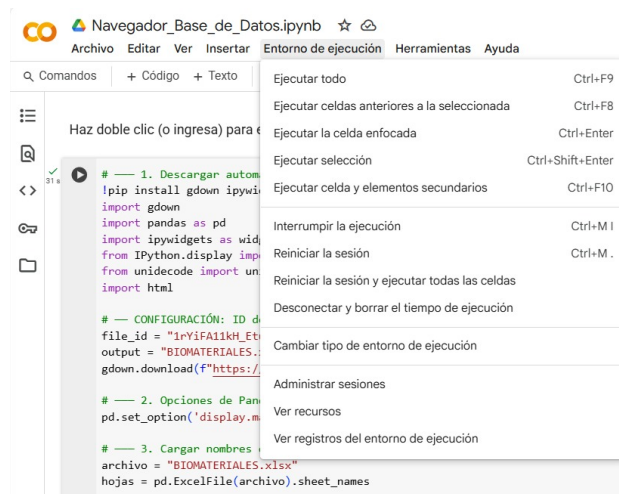 Navegador_Base_de_Datos.ipynb
Archivo Editar Ver Insertar Entorno de ejecución Herramientas Ayuda
Comandos + Código + Texto
Ejecutar todo Ctrl+F9
Ejecutar celdas anteriores a la seleccionada Ctrl+F8
Haz doble clic (o ingresa) para e
Ejecutar la celda enfocada Ctrl+Enter
Ejecutar selección Ctrl+Shift+Enter
Ejecutar celda y elementos secundarios Ctrl+F10
Interrumpir la ejecución Ctrl+M I
Reiniciar la sesión Ctrl+M .
Reiniciar la sesión y ejecutar todas las celdas
Desconectar y borrar el tiempo de ejecución
Cambiar tipo de entorno de ejecución
Administrar sesiones
Ver recursos
Ver registros del entorno de ejecución
31 s
# —— 1. Descargar autom
!pip install gdown ipywi
import gdown
import pandas as pd
import ipywidgets as wid
from IPython.display imp
from unidecode import un
import html
# —— CONFIGURACIÓN: ID d
file_id = "1rYiFA11kH_Et
output = "BIOMATERIALES.
gdown.download(f"https:/
# —— 2. Opciones de Pan
pd.set_option('display.m
# —— 3. Cargar nombres
archivo = "BIOMATERIALES.xlsx"
hojas = pd.ExcelFile(archivo).sheet_names